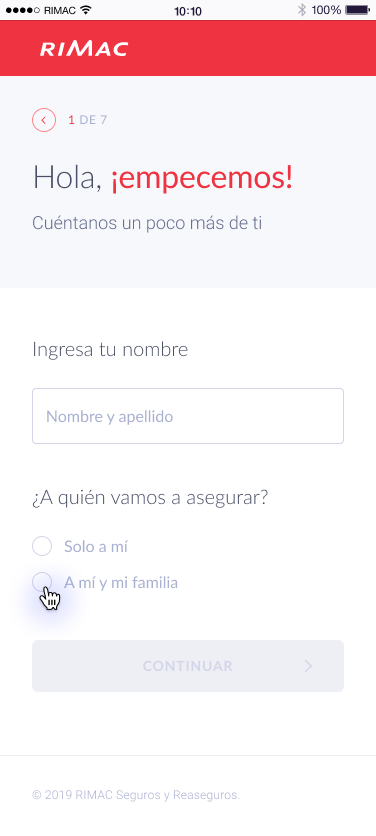 RIMAC 10:10 100%
RIMAC
1 DE 7
Hola, ¡empecemos!
Cuéntanos un poco más de ti
Ingresa tu nombre
Nombre y apellido
¿A quién vamos a asegurar?
Solo a mí
A mí y mi familia
CONTINUAR
© 2019 RIMAC Seguros y Reaseguros.